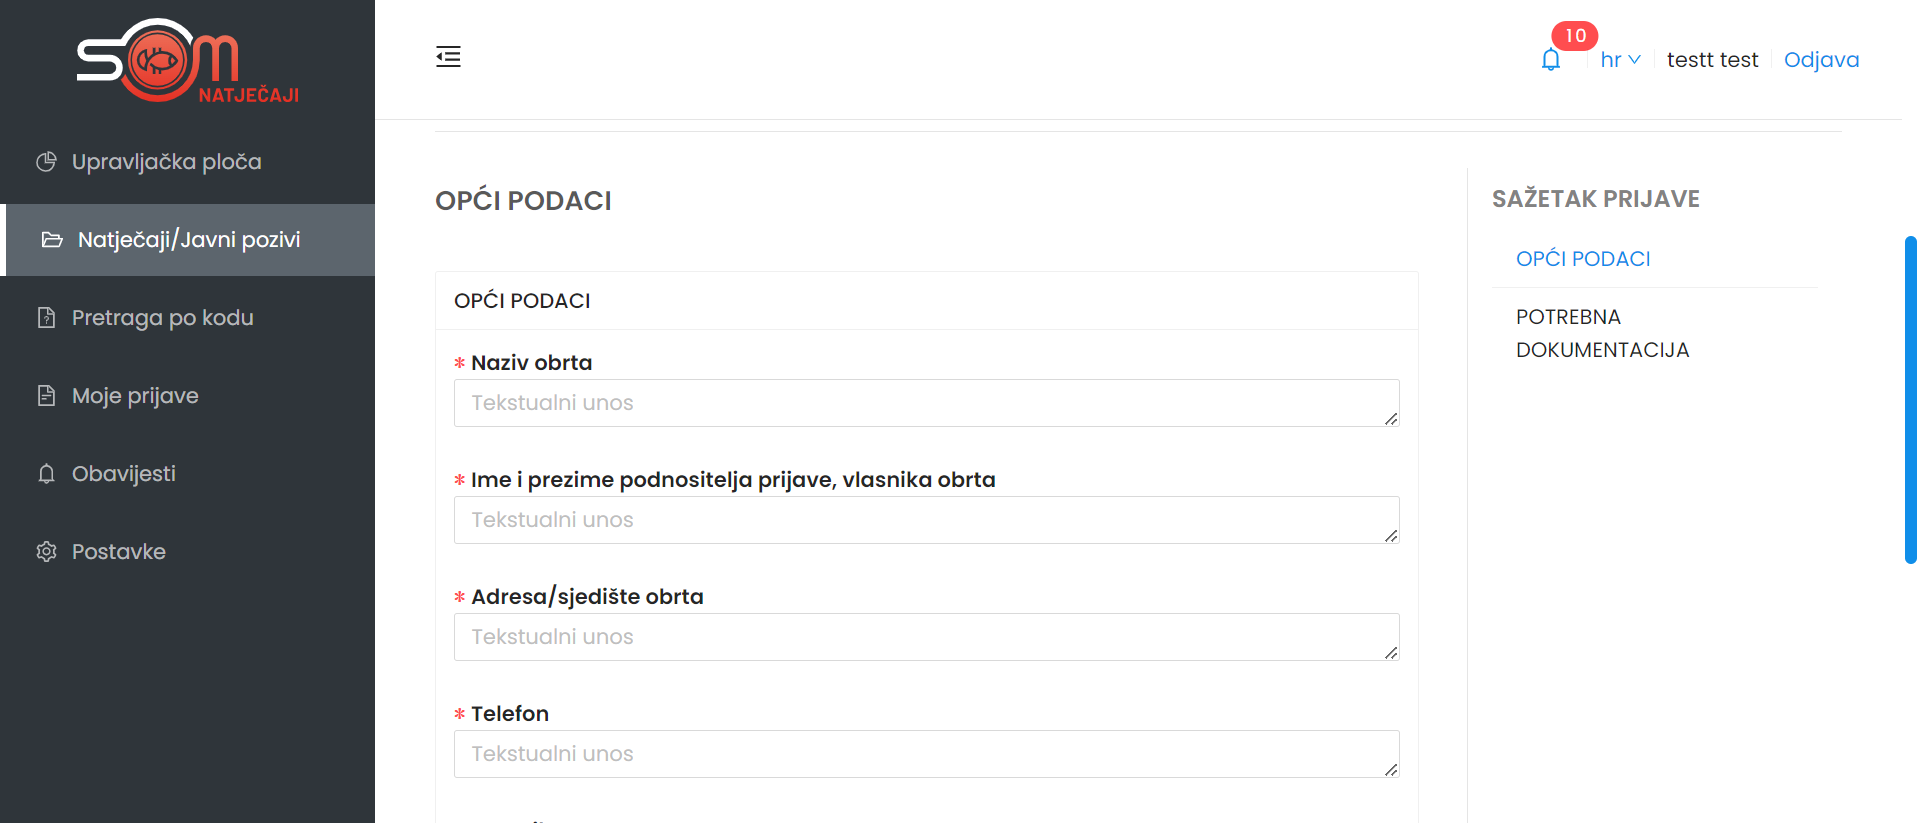 SOM
NATJEČAJI
Upravljačka ploča
Natječaji/Javni pozivi
Pretraga po kodu
Moje prijave
Obavijesti
Postavke
10
hr
testt test
Odjava
OPĆI PODACI
OPĆI PODACI
* Naziv obrta
Tekstualni unos
* Ime i prezime podnositelja prijave, vlasnika obrta
Tekstualni unos
* Adresa/sjedište obrta
Tekstualni unos
* Telefon
Tekstualni unos
SAŽETAK PRIJAVE
OPĆI PODACI
POTREBNA
DOKUMENTACIJA